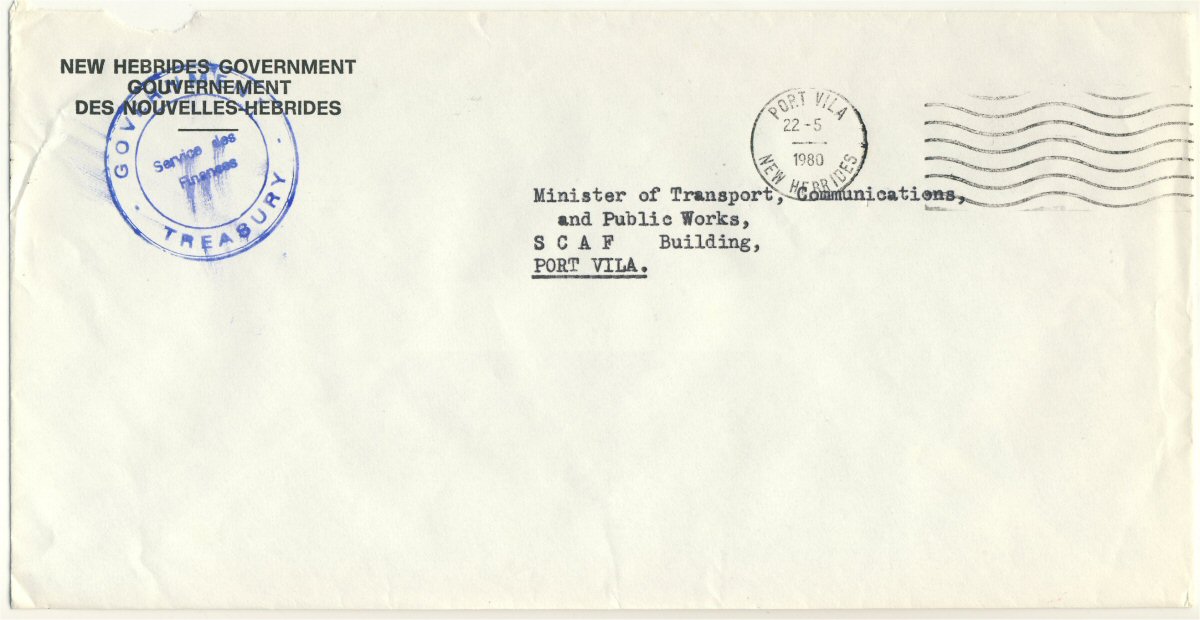 NEW HEBRIDES GOVERNMENT
GOUVERNEMENT
DES NOUVELLES-HEBRIDES
GOVERNMENT
Service des
Finances
TREASURY
PORT VILA
22-5
1980
NEW HEBRIDES
Minister of Transport, Communications,
and Public Works,
S C A F Building,
PORT VILA.